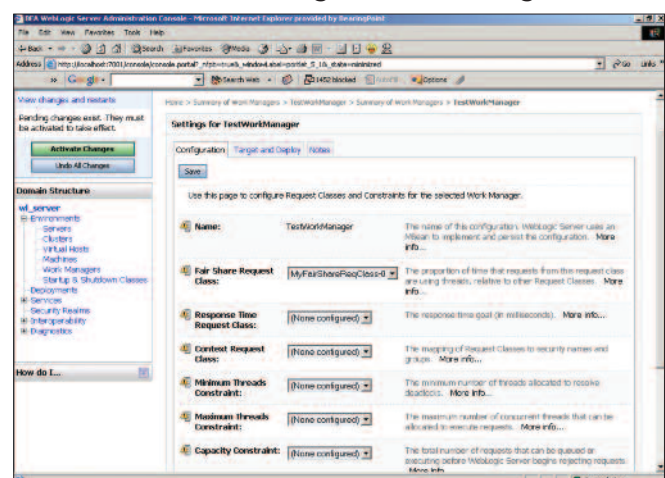 BEA WebLogic Server Administration Console - Microsoft Internet Explorer provided by BearingPoint
File Edit View Favorites Tools Help
Back Search Favorites Media
Address http://localhost:7001/console/console.portal?_nfpb=true&_windowLabel=portlet_5_1&_state=minimized Go Links
Google Search Web 1452 blocked Options
View changes and restarts
Pending changes exist. They must be activated to take effect.
Activate Changes
Undo All Changes
Domain Structure
wl_server
Environments
Servers
Clusters
Virtual Hosts
Machines
Work Managers
Startup & Shutdown Classes
Deployments
Services
Security Realms
Interoperability
Diagnostics
How do I...
Home > Summary of Work Managers > TestWorkManager > Summary of Work Managers > TestWorkManager
Settings for TestWorkManager
Configuration Target and Deploy Notes
Save
Use this page to configure Request Classes and Constraints for the selected Work Manager.
Name: TestWorkManager The name of this configuration. WebLogic Server uses an MBean to implement and persist the configuration. More info...
Fair Share Request Class: MyFairShareReqClass-0 The proportion of time that requests from this request class are using threads, relative to other Request Classes. More info...
Response Time Request Class: (None configured) The response time goal (in milliseconds). More info...
Context Request Class: (None configured) The mapping of Request Classes to security names and groups. More info...
Minimum Threads Constraint: (None configured) The minimum number of threads allocated to resolve deadlocks. More info...
Maximum Threads Constraint: (None configured) The maximum number of concurrent threads that can be allocated to execute requests. More info...
Capacity Constraint: (None configured) The total number of requests that can be queued or executing before WebLogic Server begins rejecting requests. More info